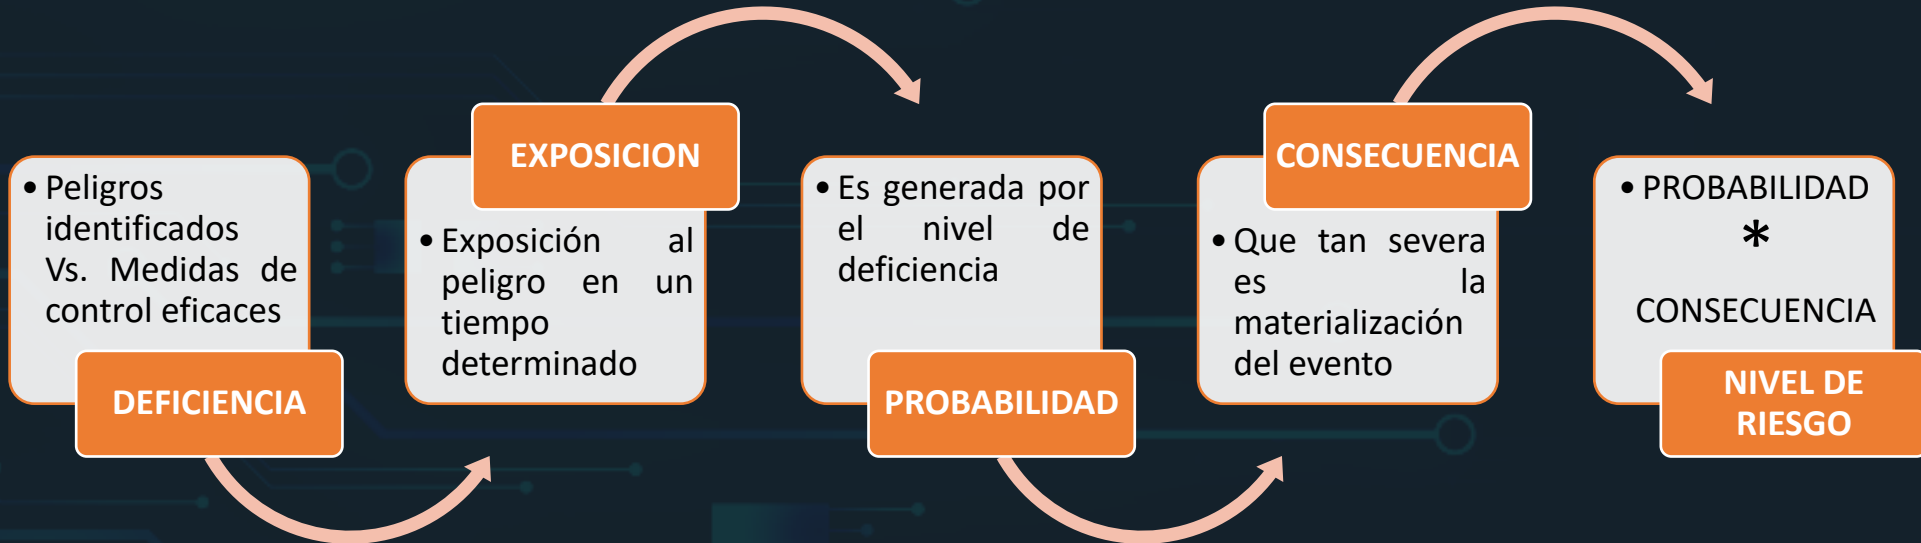 • Peligros
identificados
Vs. Medidas de
control eficaces
DEFICIENCIA
EXPOSICION
• Exposición al
peligro en un
tiempo
determinado
• Es generada por
el nivel de
deficiencia
PROBABILIDAD
CONSECUENCIA
• Que tan severa
es la
materialización
del evento
• PROBABILIDAD
*
CONSECUENCIA
NIVEL DE
RIESGO